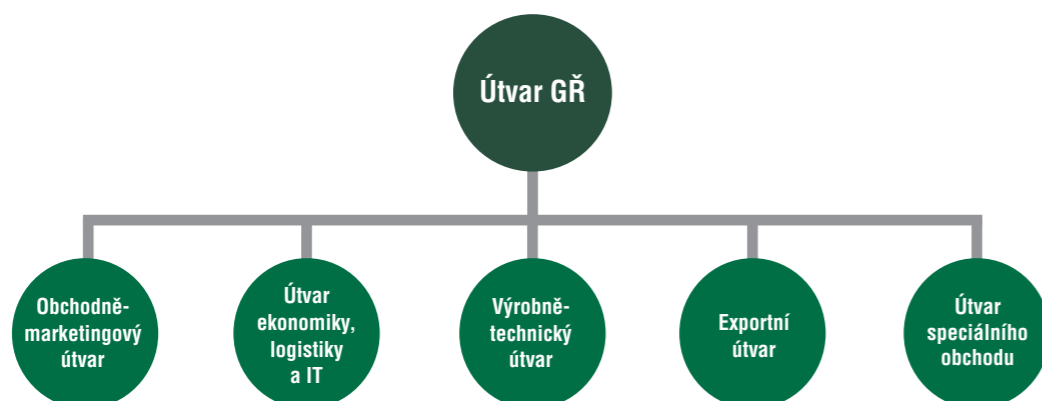 Útvar GŘ
Obchodně-
marketingový
útvar
Útvar
ekonomiky,
logistiky
a IT
Výrobně-
technický
útvar
Exportní
útvar
Útvar
speciálního
obchodu